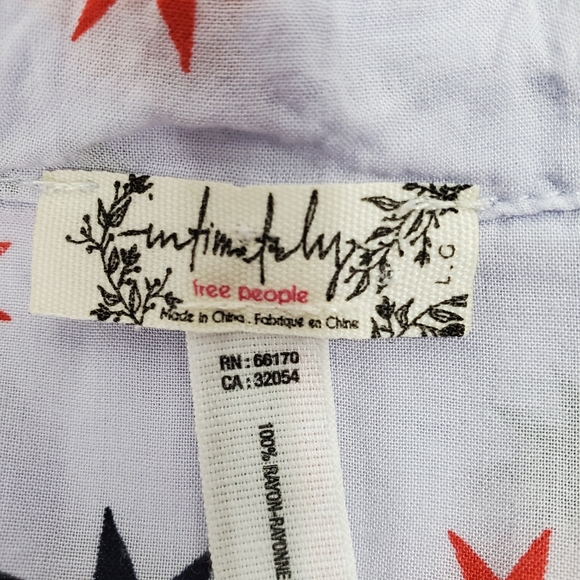 intimately
free people
Made in China. Fabriqué en Chine
L.G
RN : 66170
CA : 32054
100% RAYON-RAYONNE